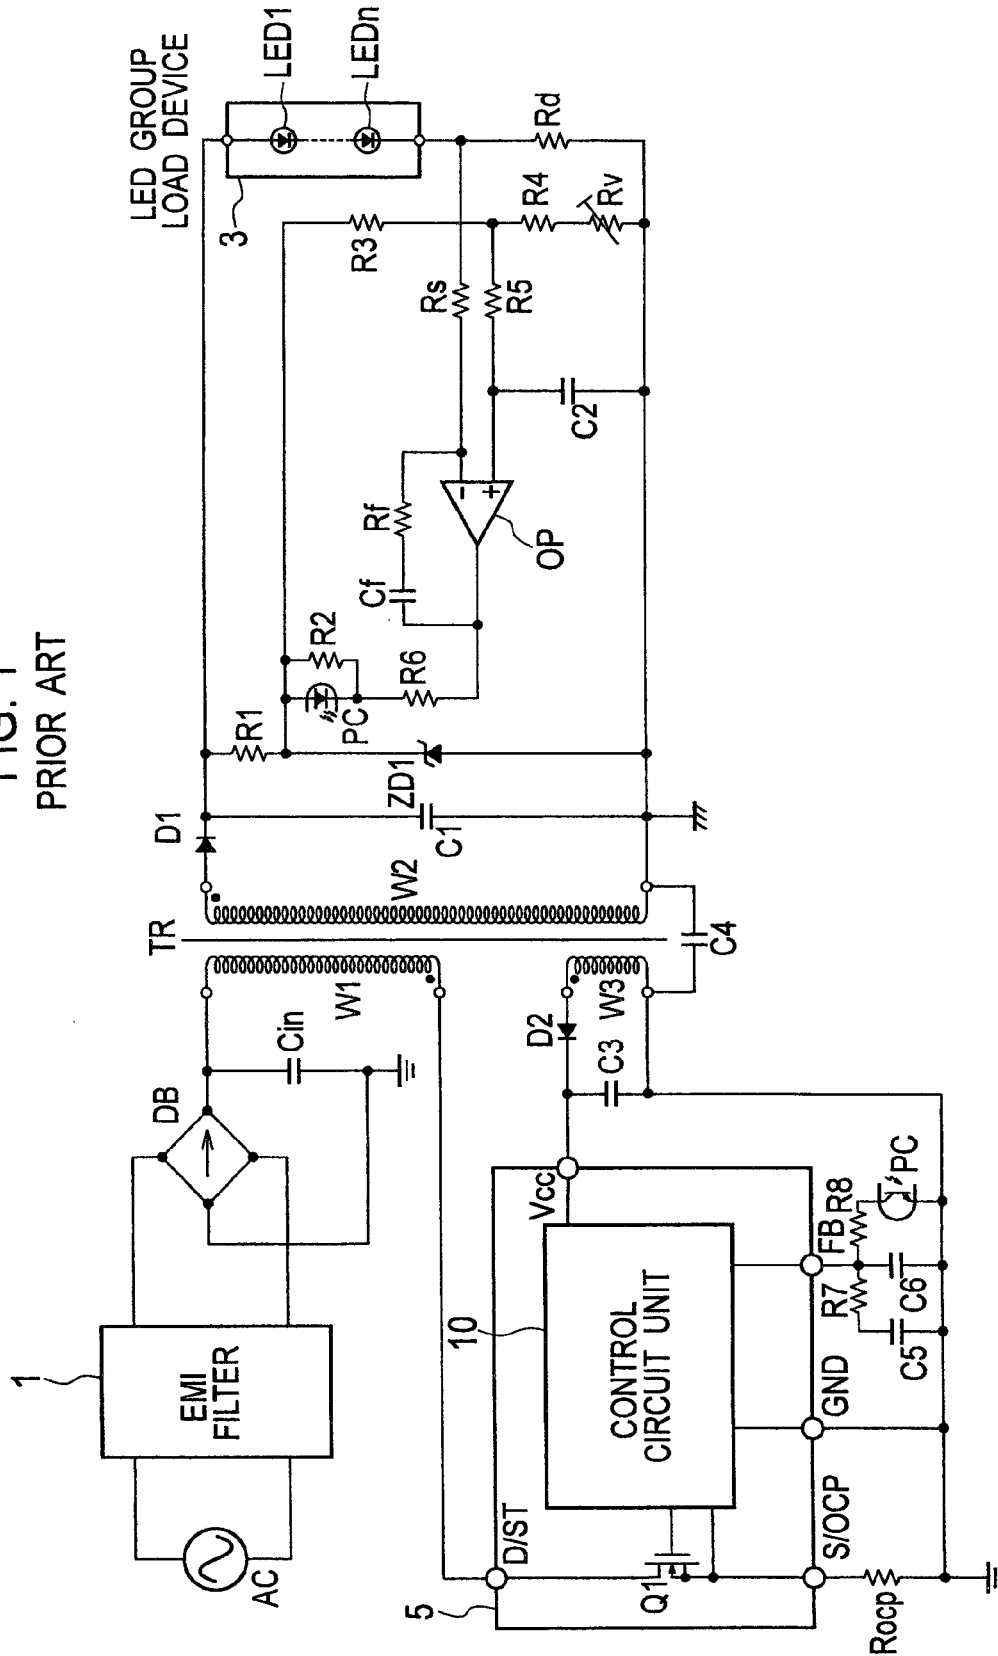 FIG. 1
PRIOR ART
1
EMI
FILTER
AC
DB
Cin
TR
W1
W2
W3
D1
C1
ZD1
R1
PC
R2
R6
Cf
Rf
OP
C2
Rs
R5
R3
R4
Rv
Rd
3
LED GROUP
LOAD DEVICE
LED1
LEDn
C4
D2
C3
Vcc
10
CONTROL
CIRCUIT UNIT
5
D/ST
Q1
S/OCP
GND
FB
R7
R8
PC
C5
C6
Rocp